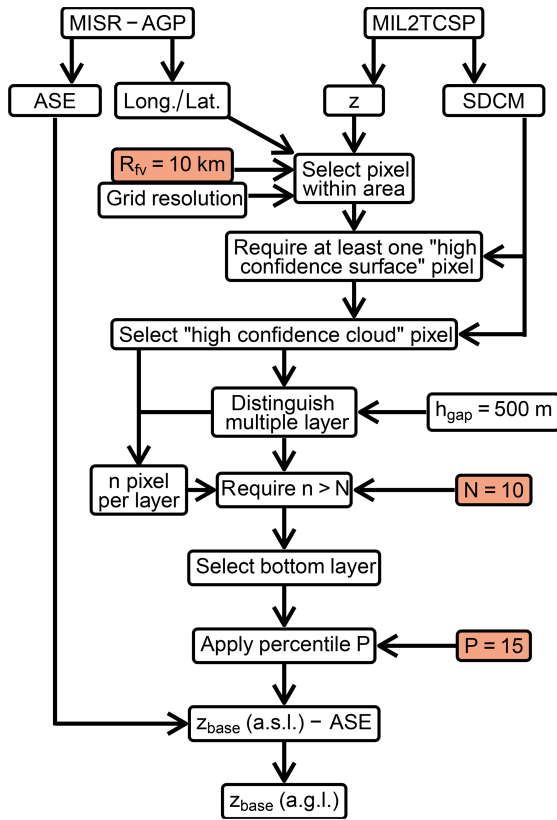 MISR – AGP
MIL2TCSP
ASE
Long./Lat.
z
SDCM
R_fv = 10 km
Grid resolution
Select pixel
within area
Require at least one "high
confidence surface" pixel
Select "high confidence cloud" pixel
Distinguish
multiple layer
h_gap = 500 m
n pixel
per layer
Require n > N
N = 10
Select bottom layer
Apply percentile P
P = 15
z_base (a.s.l.) – ASE
z_base (a.g.l.)